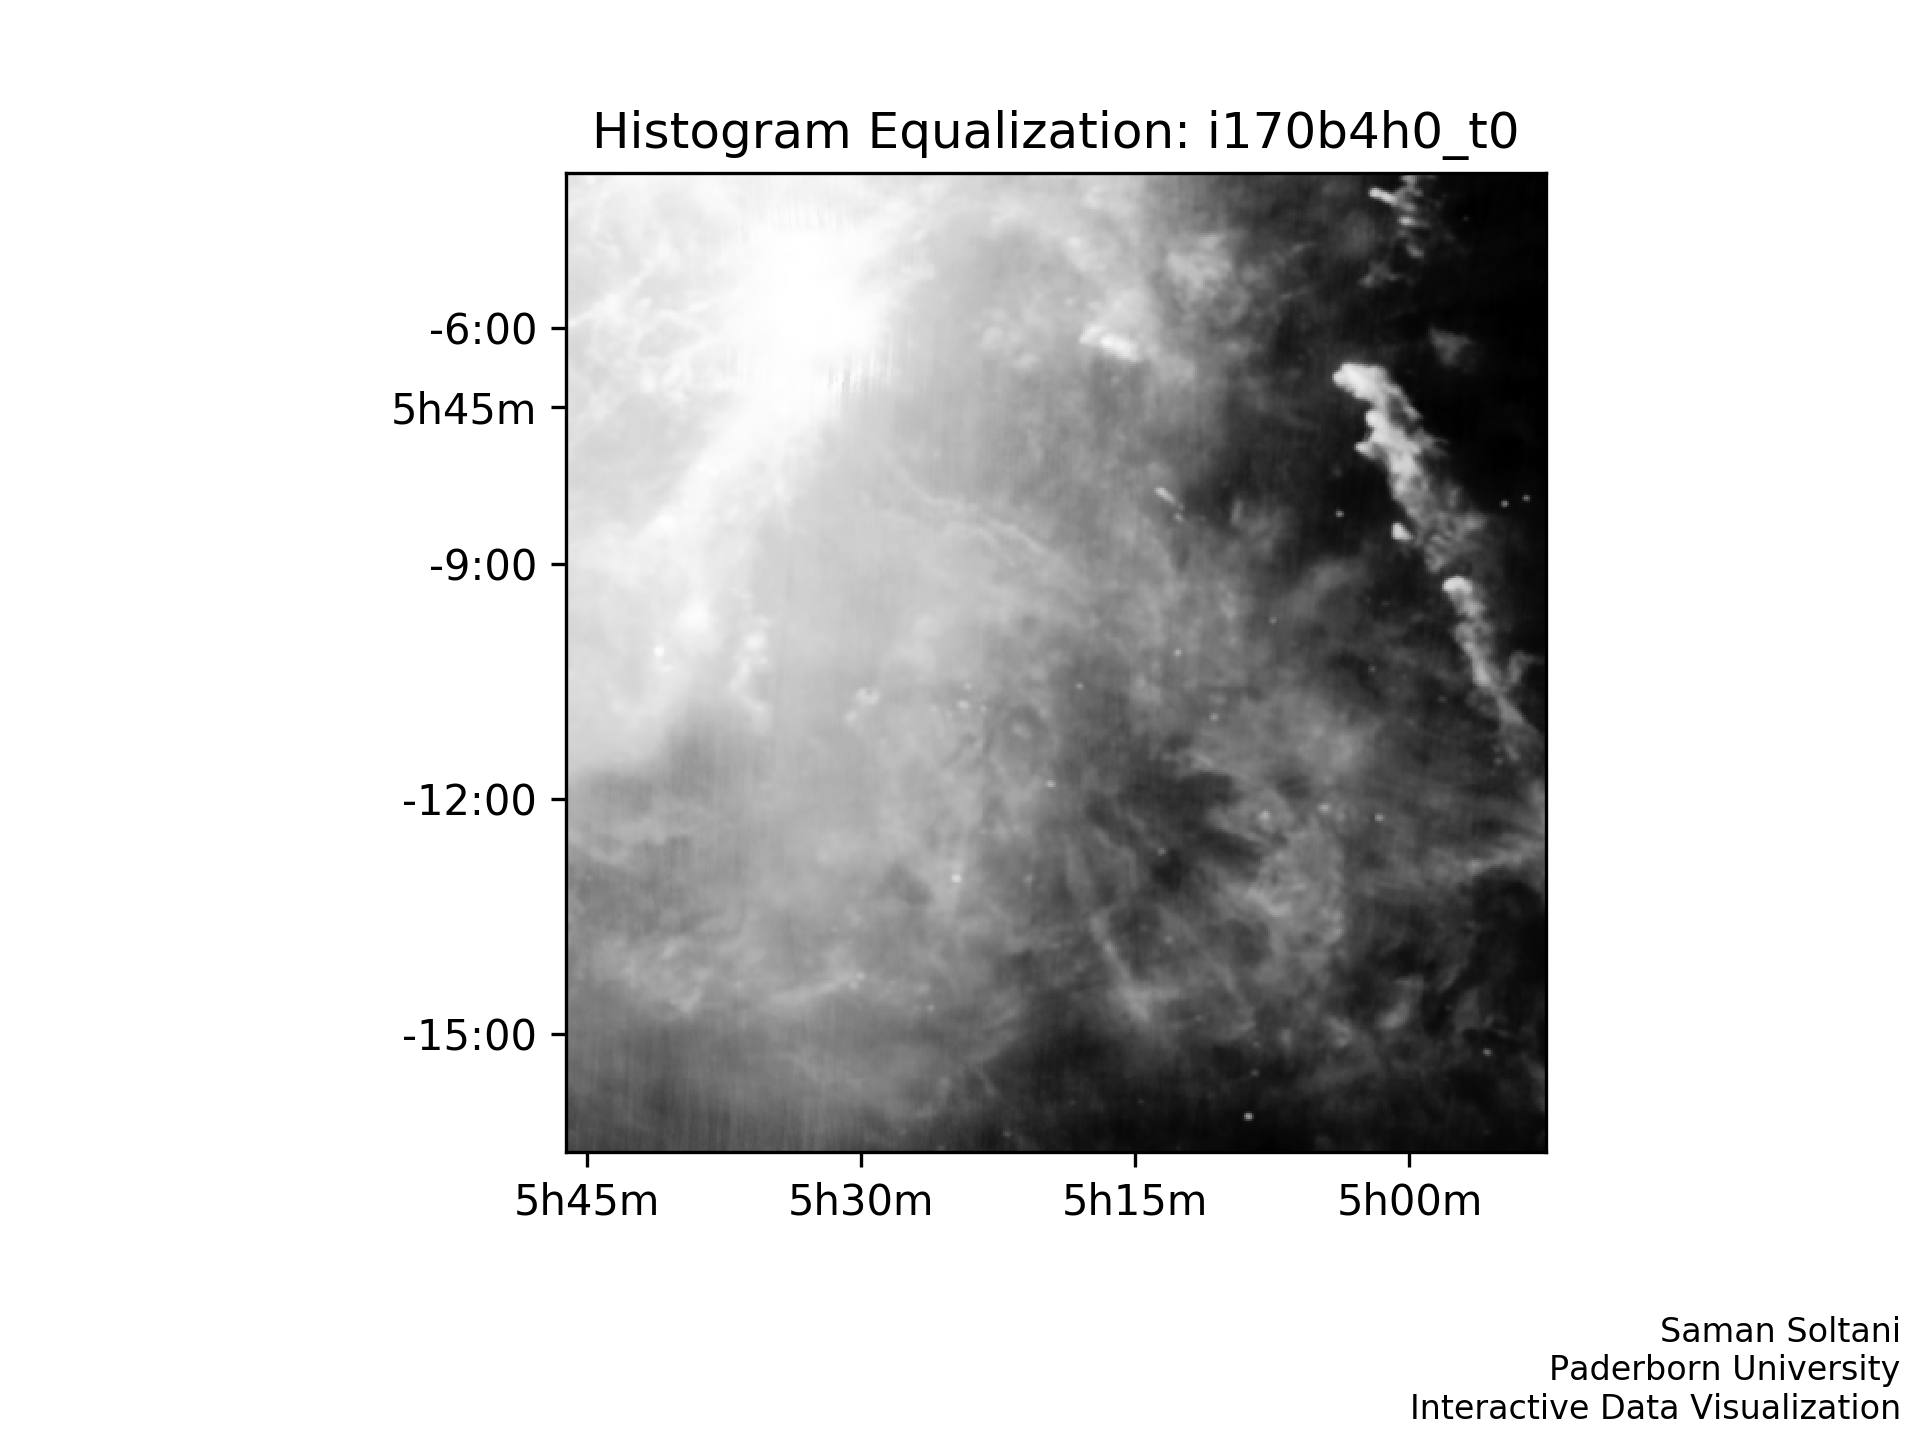 Histogram Equalization: i170b4h0_t0
-6:00
5h45m
-9:00
-12:00
-15:00
5h45m 5h30m 5h15m 5h00m
Saman Soltani
Paderborn University
Interactive Data Visualization